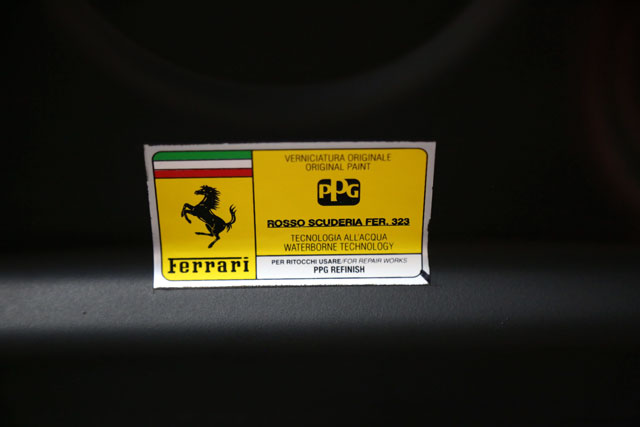 VERNICIATURA ORIGINALE
ORIGINAL PAINT
PPG
ROSSO SCUDERIA FER. 323
TECNOLOGIA ALL'ACQUA
WATERBORNE TECHNOLOGY
Ferrari
PER RITOCCHI USARE/FOR REPAIR WORKS
PPG REFINISH